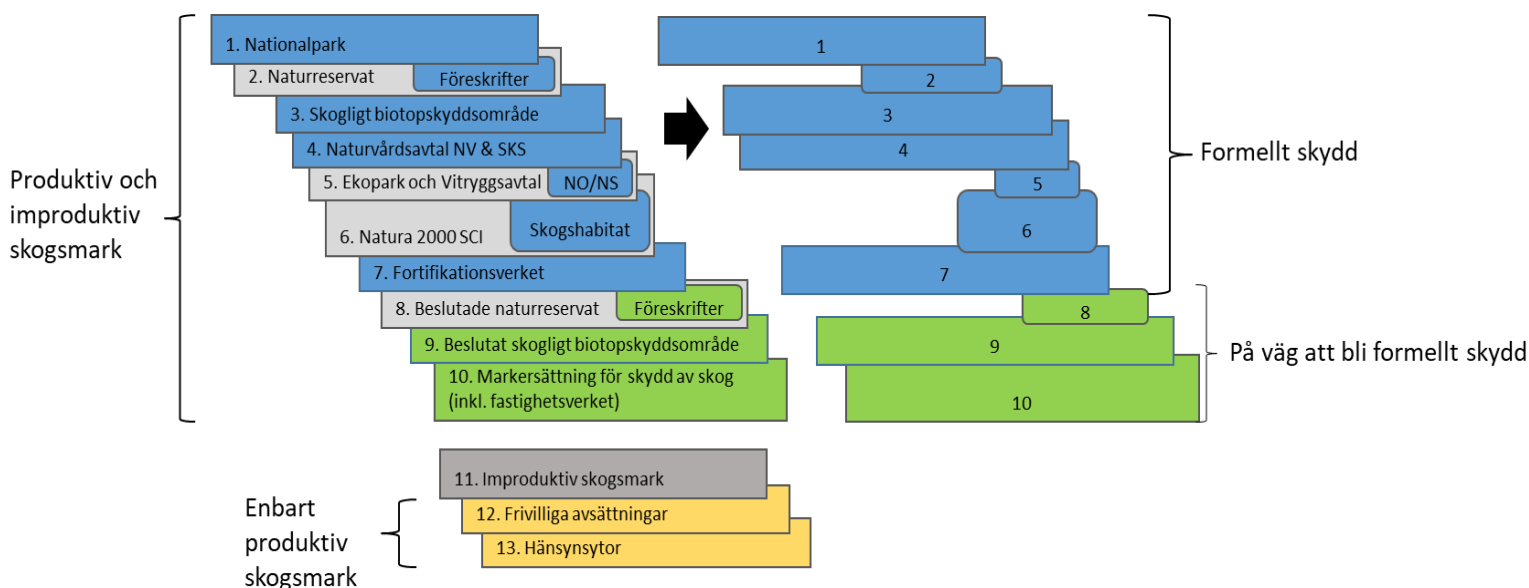 1. Nationalpark
2. Naturreservat
Föreskrifter
3. Skogligt biotopskyddsområde
4. Naturvårdsavtal NV & SKS
5. Ekopark och Vitryggsavtal
NO/NS
6. Natura 2000 SCI
Skogshabitat
7. Fortifikationsverket
8. Beslutade naturreservat
Föreskrifter
9. Beslutat skogligt biotopskyddsområde
10. Markersättning för skydd av skog
(inkl. fastighetsverket)
Produktiv och
improduktiv
skogsmark
1
2
3
4
5
6
7
8
9
10
Formellt skydd
På väg att bli formellt skydd
11. Improduktiv skogsmark
12. Frivilliga avsättningar
13. Hänsynsytor
Enbart
produktiv
skogsmark